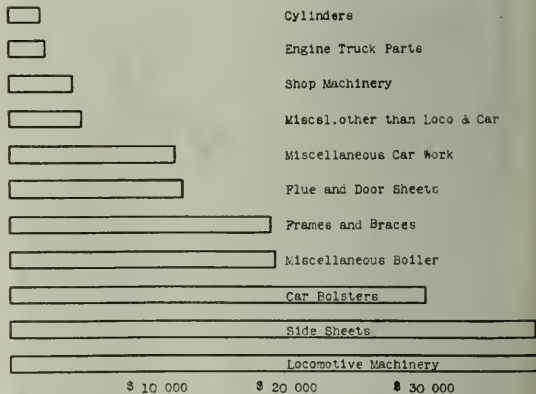 Cylinders
Engine Truck Parts
Shop Machinery
Miscel.other than Loco & Car
Miscellaneous Car Work
Flue and Door Sheets
Frames and Braces
Miscellaneous Boiler
Car Bolsters
Side Sheets
Locomotive Machinery
$ 10 000 $ 20 000 $ 30 000